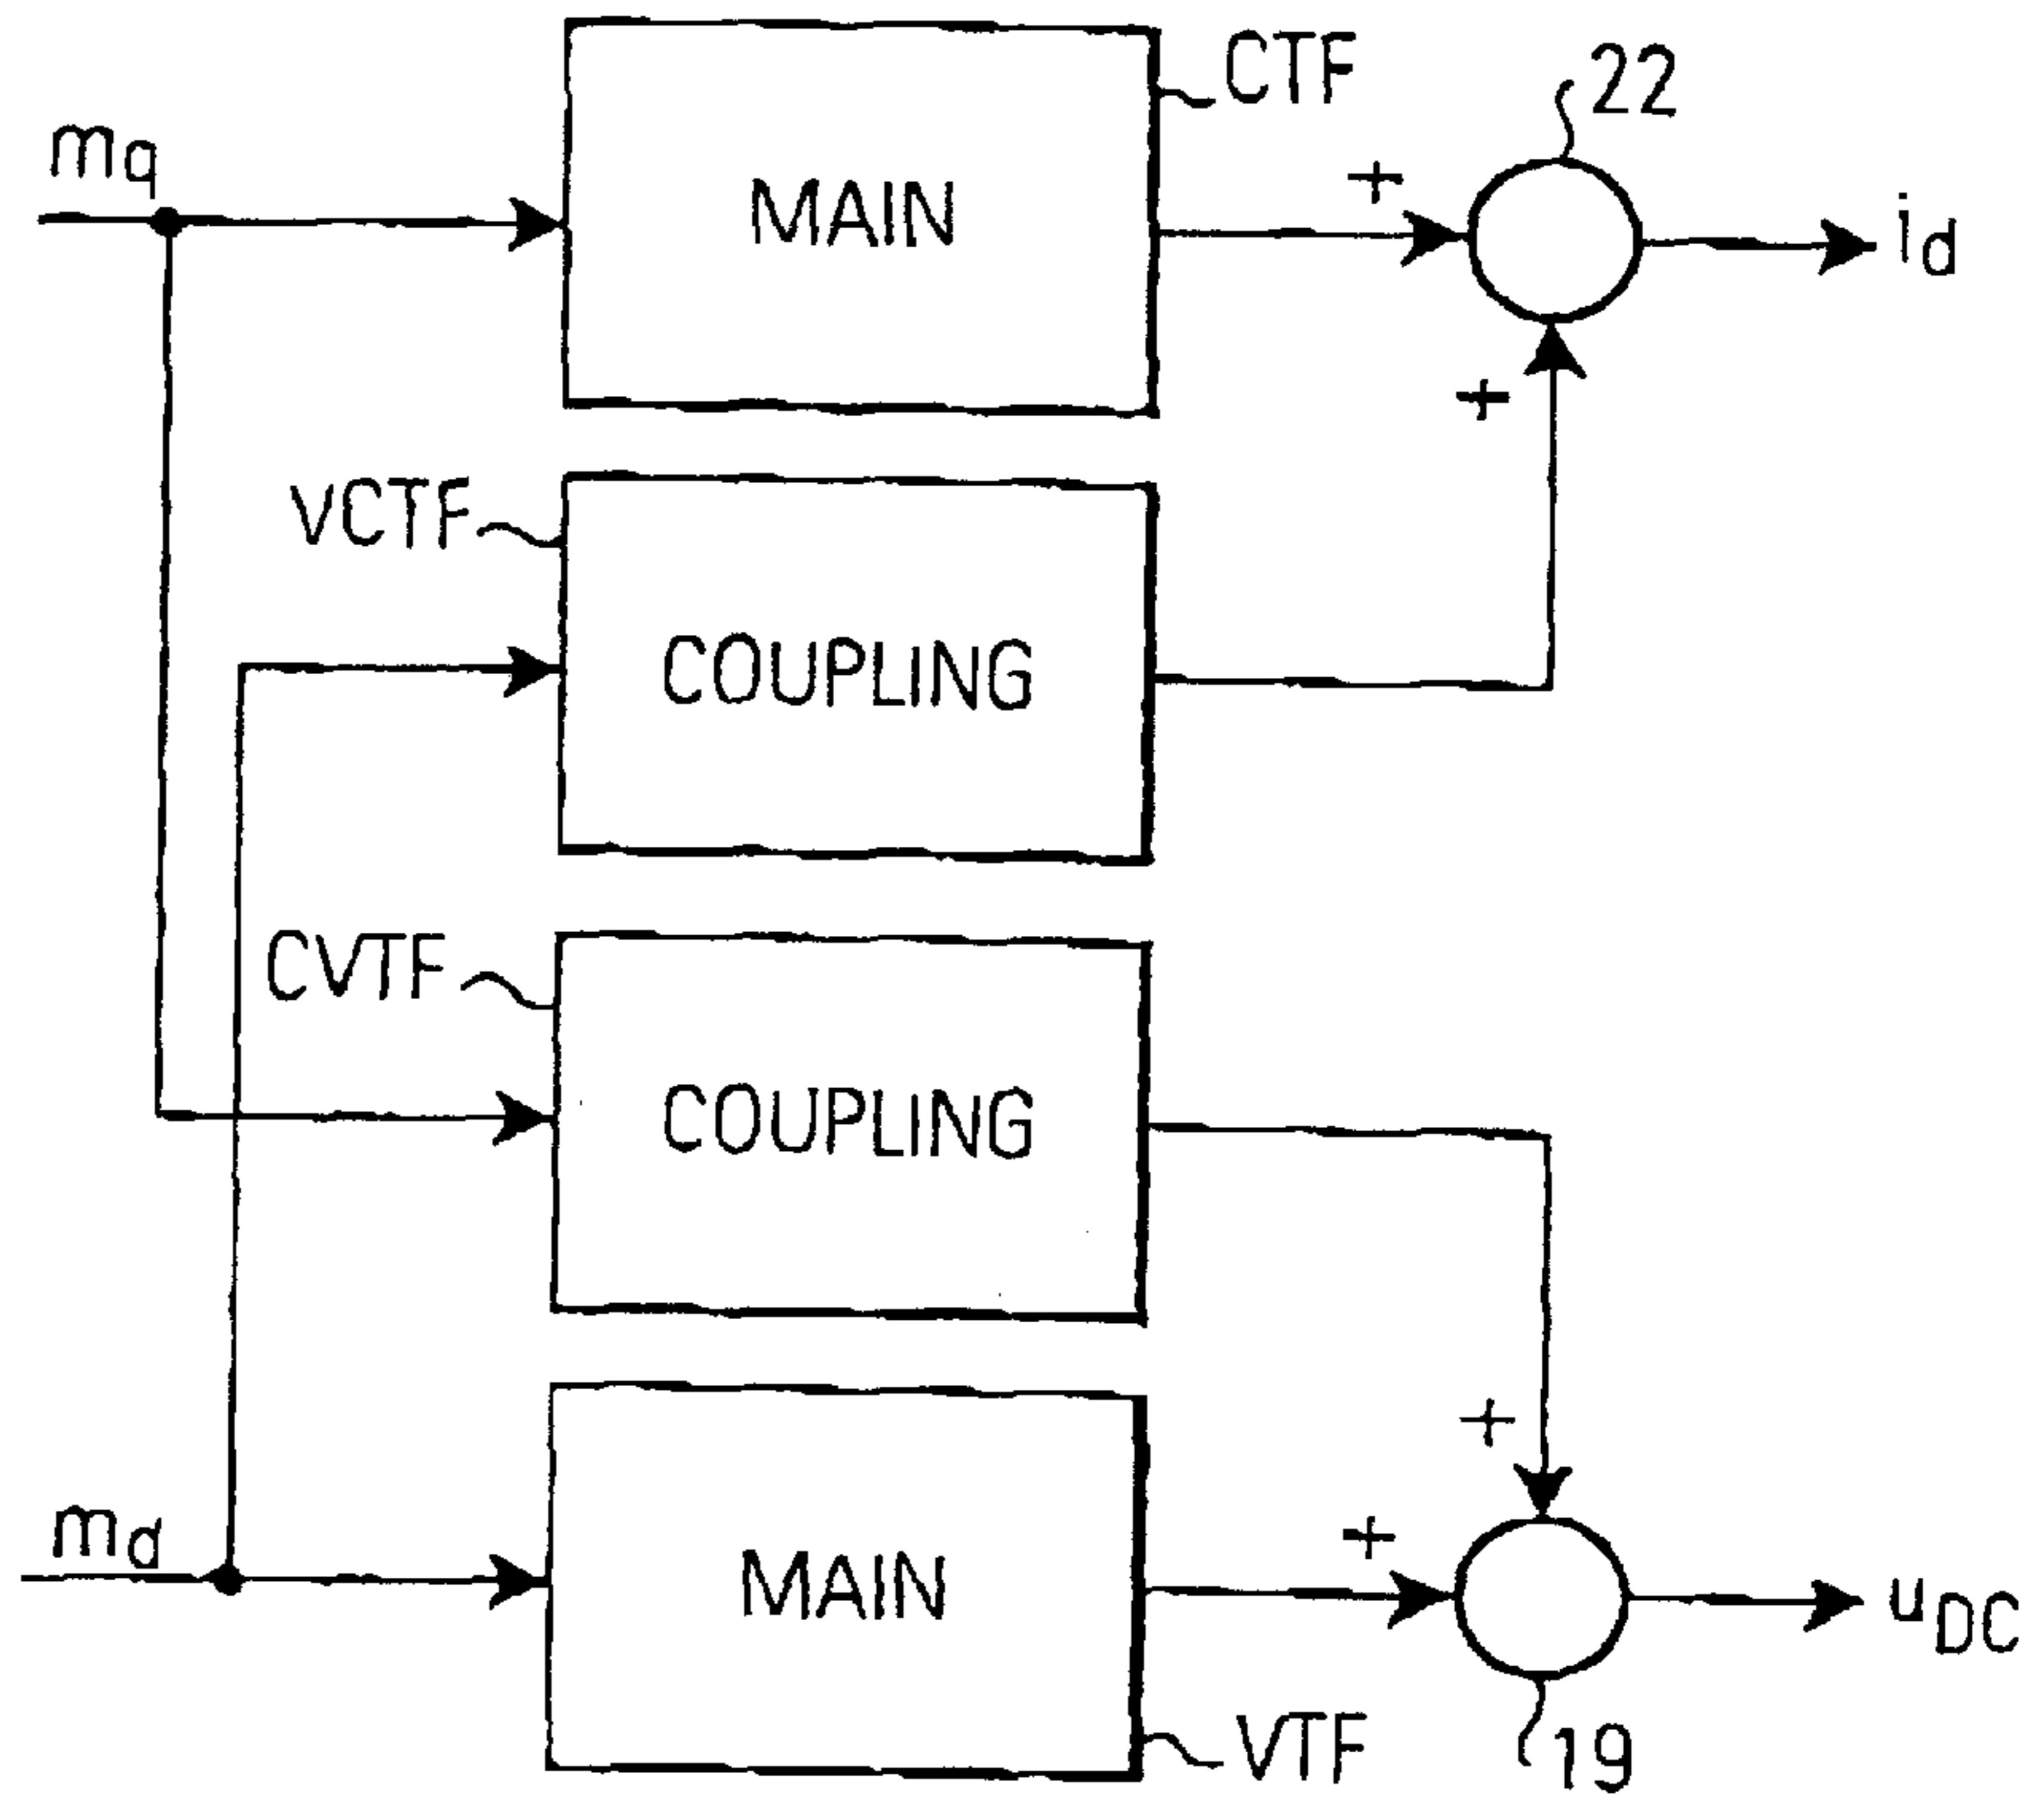 CTF
22
mq
+
MAIN
id
+
VCTF
COUPLING
CVTF
COUPLING
+
md
+
MAIN
uDC
VTF
19